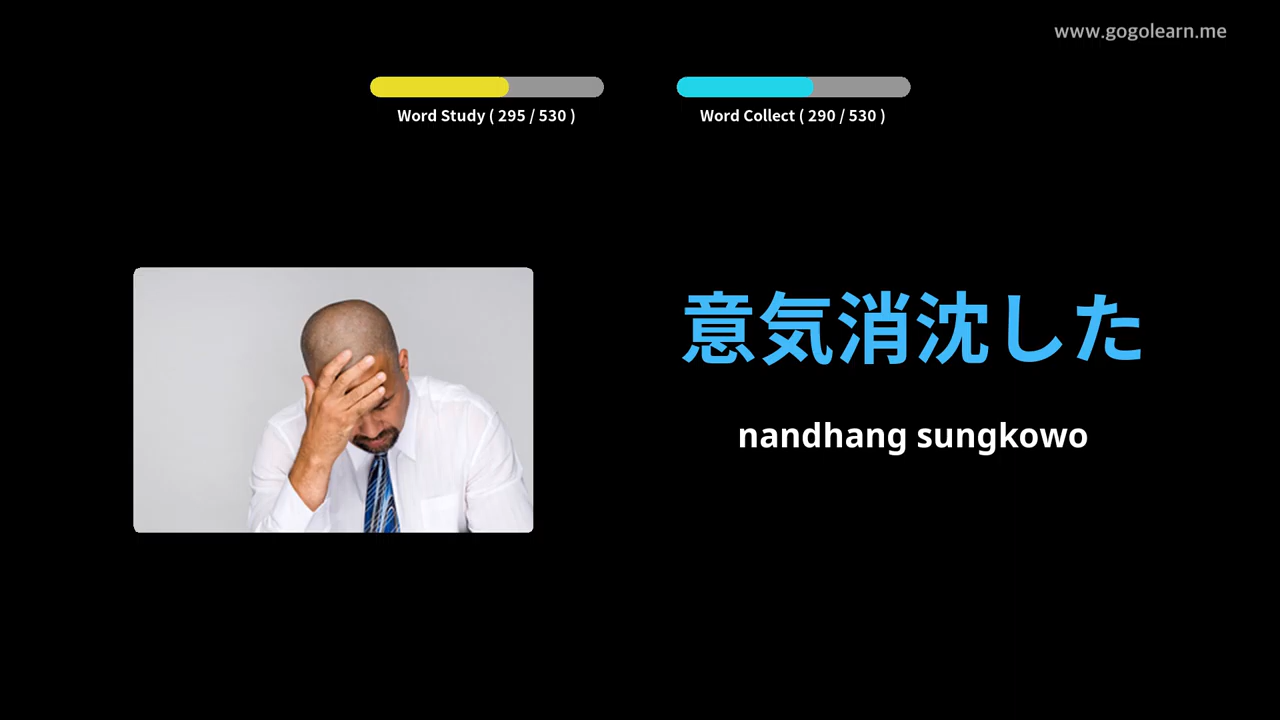 www.gogolearn.me
Word Study ( 295 / 530 )
Word Collect ( 290 / 530 )
意気消沈した
nandhang sungkowo